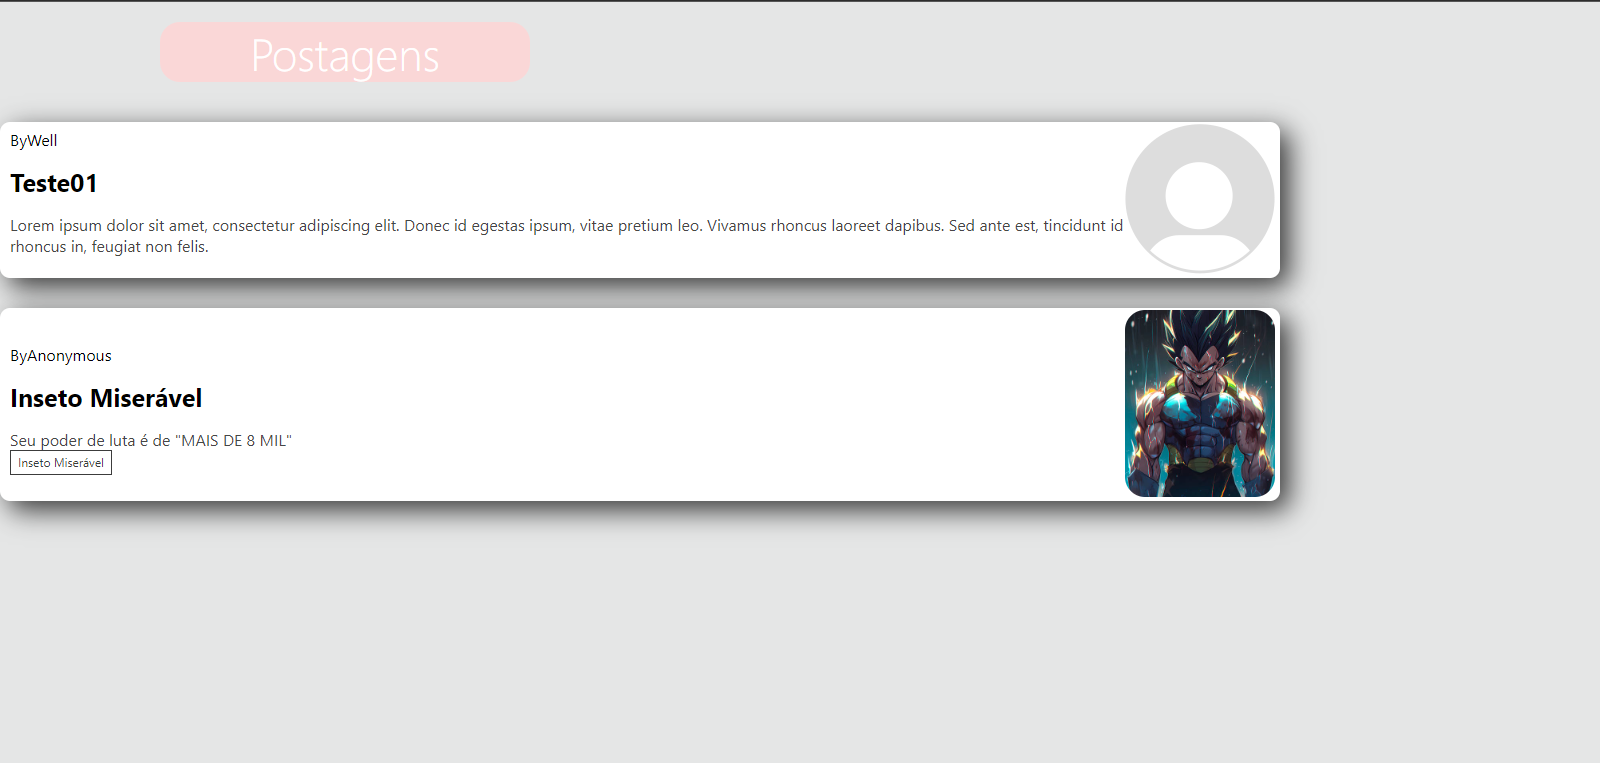 Postagens
ByWell
Teste01
Lorem ipsum dolor sit amet, consectetur adipiscing elit. Donec id egestas ipsum, vitae pretium leo. Vivamus rhoncus laoreet dapibus. Sed ante est, tincidunt id
rhoncus in, feugiat non felis.
ByAnonymous
Inseto Miserável
Seu poder de luta é de "MAIS DE 8 MIL"
Inseto Miserável